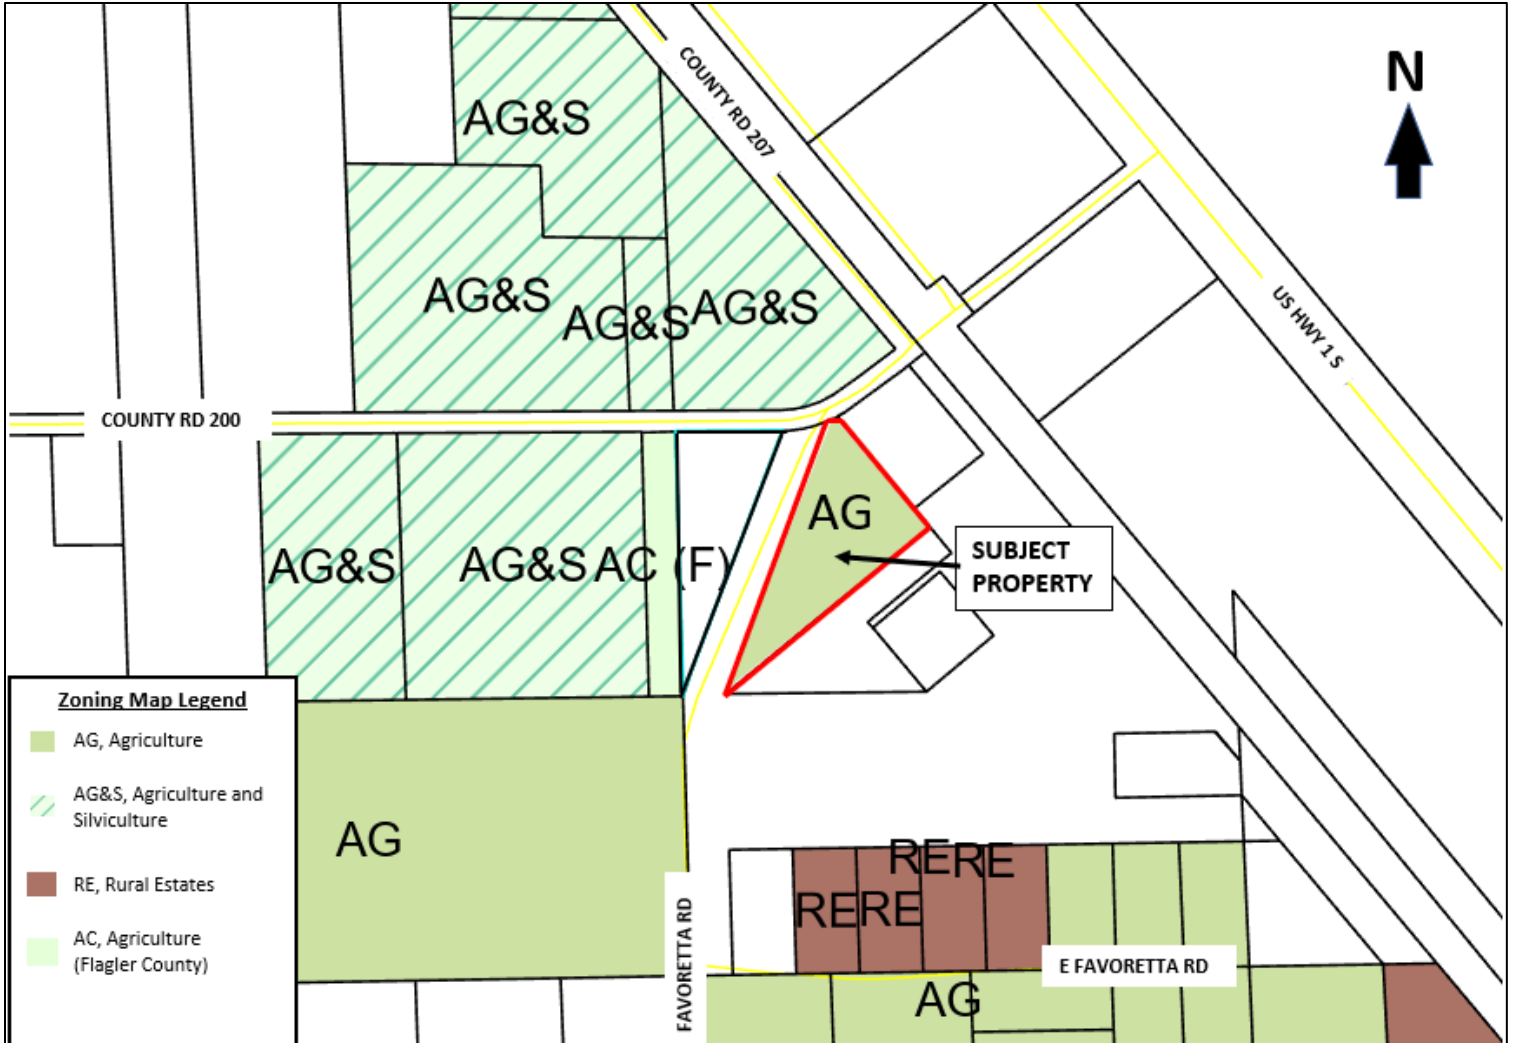 N
COUNTY RD 207
AG&S
AG&S
AG&S
AG&S
US HWY 1 S
COUNTY RD 200
AG
AG&S
AG&S
AC (F)
SUBJECT
PROPERTY
Zoning Map Legend
AG, Agriculture
AG&S, Agriculture and
Silviculture
RE, Rural Estates
AC, Agriculture
(Flagler County)
AG
RE
RE
RE
RE
FAVORETTA RD
E FAVORETTA RD
AG